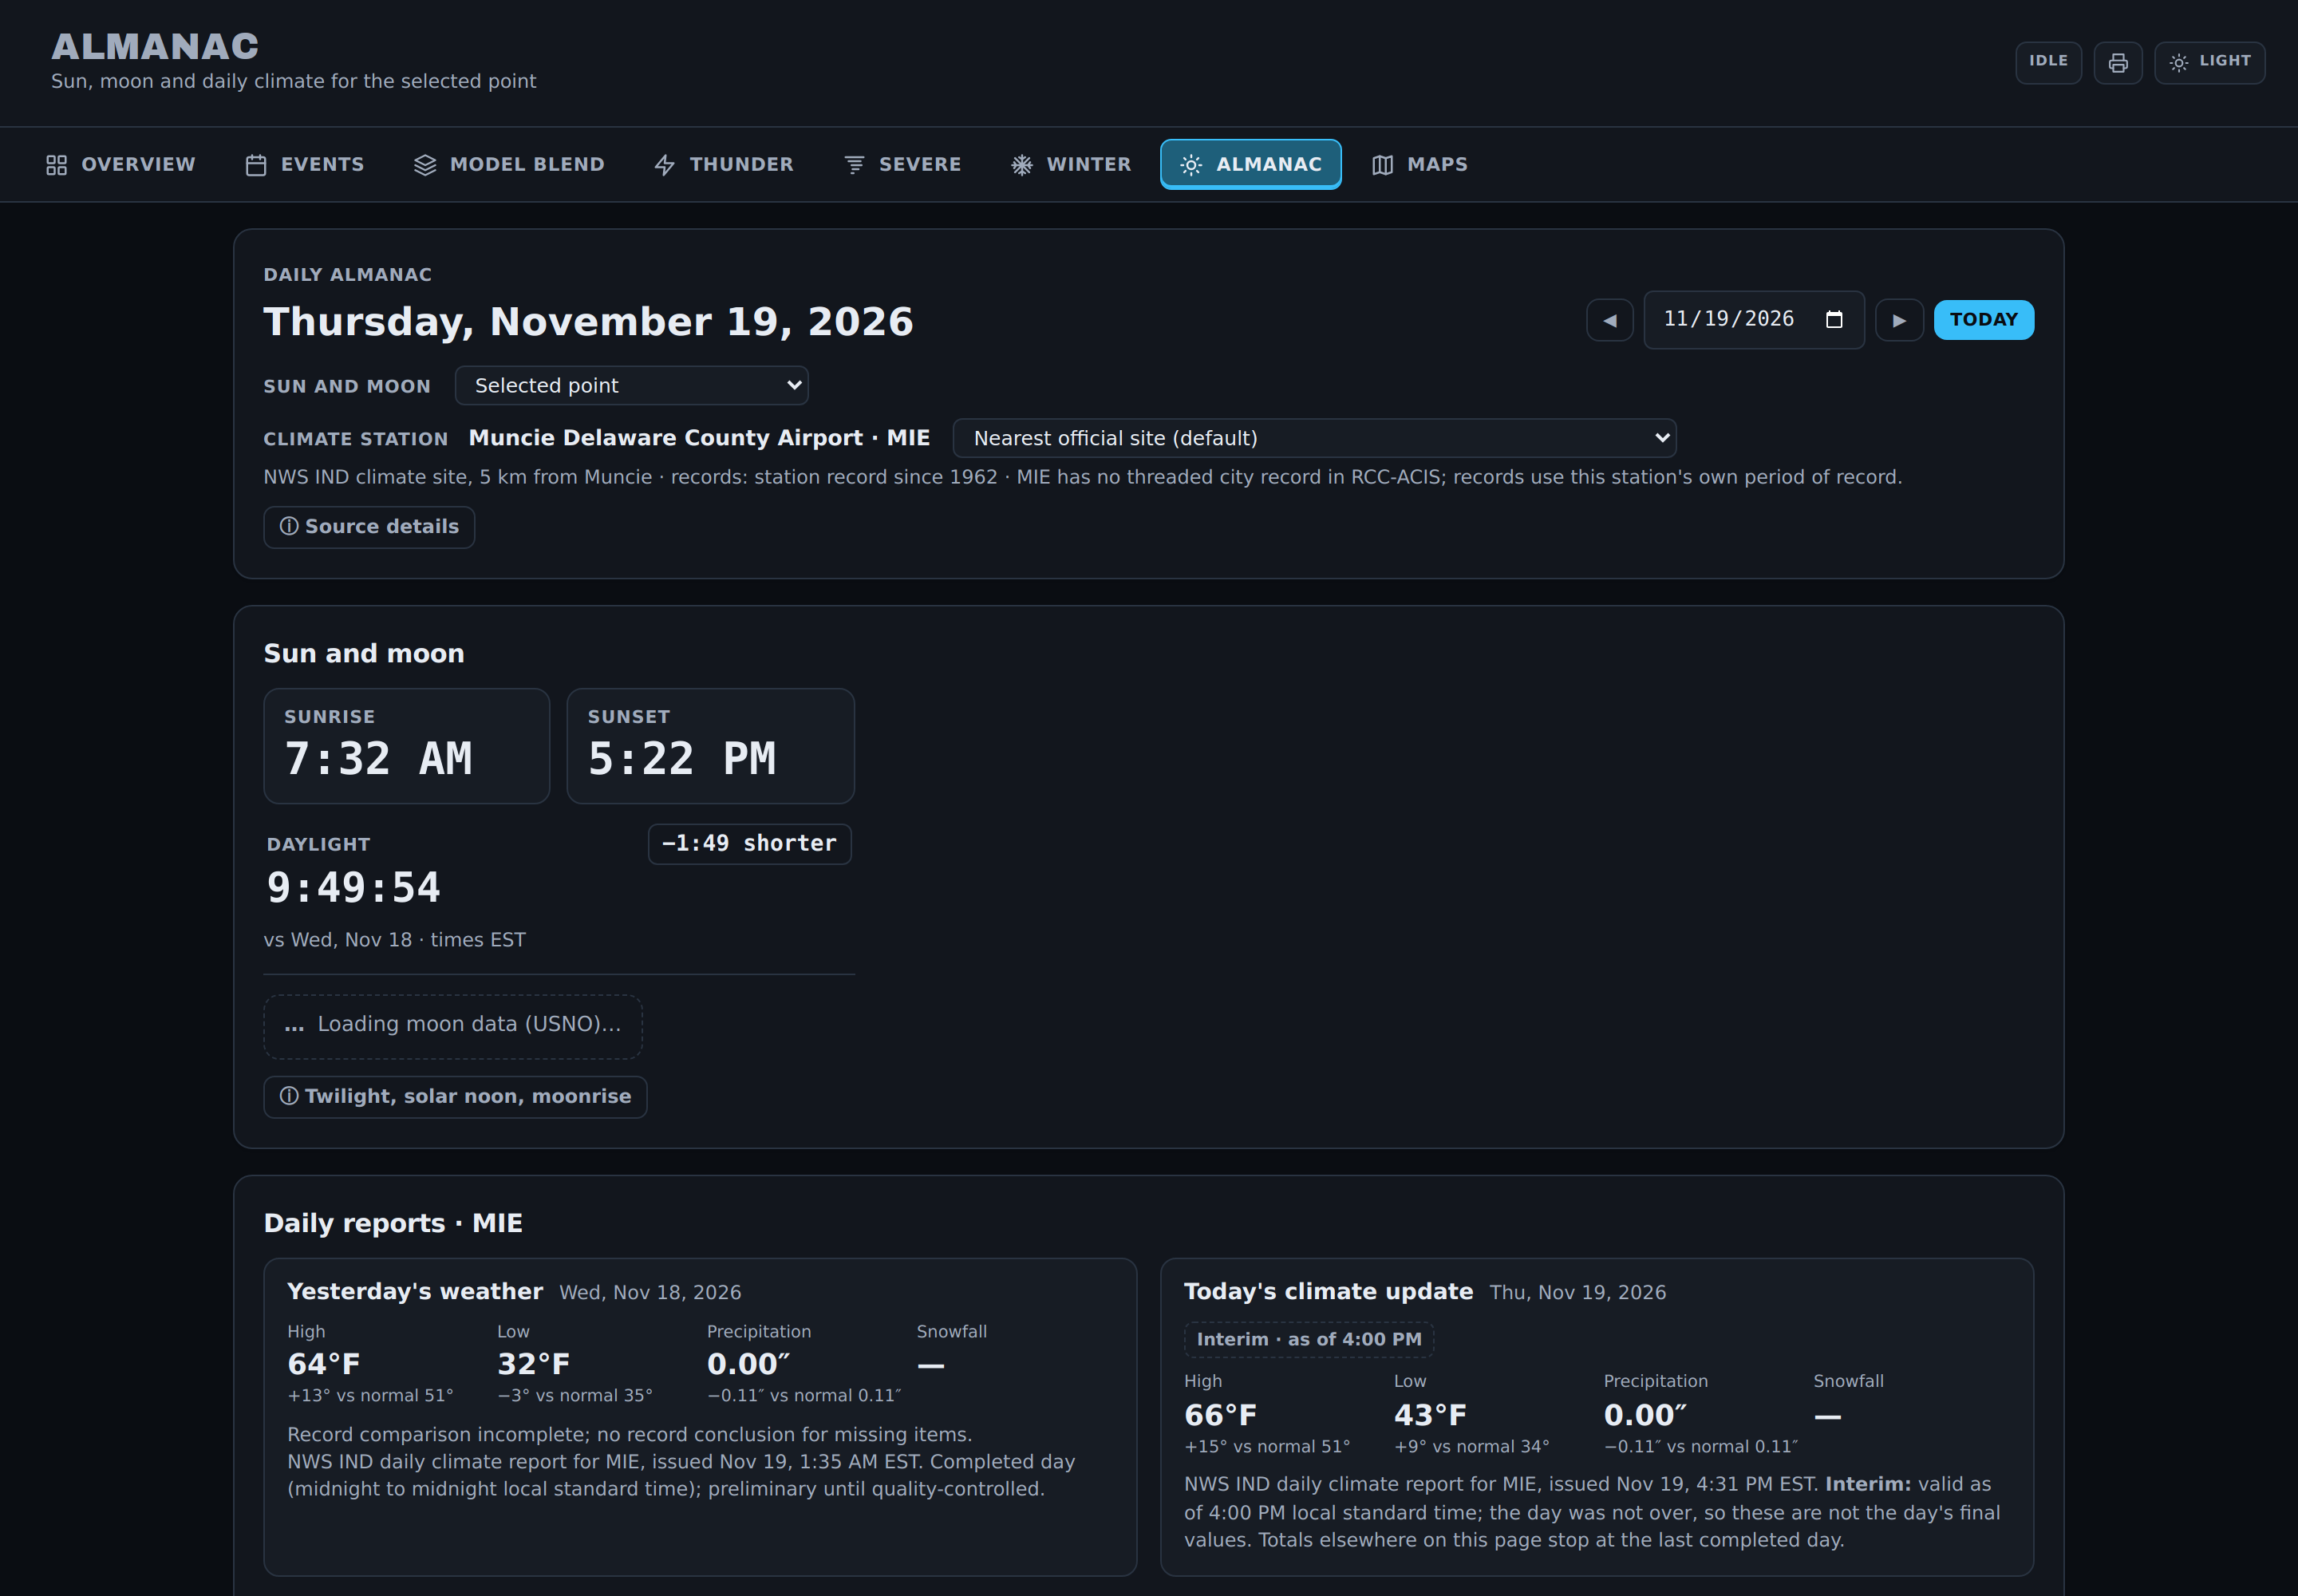 ALMANAC
Sun, moon and daily climate for the selected point
IDLE
LIGHT
OVERVIEW
EVENTS
MODEL BLEND
THUNDER
SEVERE
WINTER
ALMANAC
MAPS
DAILY ALMANAC
Thursday, November 19, 2026
◀
11/19/2026
▶
TODAY
SUN AND MOON
Selected point
CLIMATE STATION
Muncie Delaware County Airport · MIE
Nearest official site (default)
NWS IND climate site, 5 km from Muncie · records: station record since 1962 · MIE has no threaded city record in RCC-ACIS; records use this station's own period of record.
ⓘ Source details
Sun and moon
SUNRISE
7:32 AM
SUNSET
5:22 PM
DAYLIGHT
−1:49 shorter
9:49:54
vs Wed, Nov 18 · times EST
… Loading moon data (USNO)…
ⓘ Twilight, solar noon, moonrise
Daily reports · MIE
Yesterday's weather Wed, Nov 18, 2026
High
64°F
+13° vs normal 51°
Low
32°F
−3° vs normal 35°
Precipitation
0.00″
−0.11″ vs normal 0.11″
Snowfall
—
Record comparison incomplete; no record conclusion for missing items.
NWS IND daily climate report for MIE, issued Nov 19, 1:35 AM EST. Completed day
(midnight to midnight local standard time); preliminary until quality-controlled.
Today's climate update Thu, Nov 19, 2026
Interim · as of 4:00 PM
High
66°F
+15° vs normal 51°
Low
43°F
+9° vs normal 34°
Precipitation
0.00″
−0.11″ vs normal 0.11″
Snowfall
—
NWS IND daily climate report for MIE, issued Nov 19, 4:31 PM EST. Interim: valid as
of 4:00 PM local standard time; the day was not over, so these are not the day's final
values. Totals elsewhere on this page stop at the last completed day.